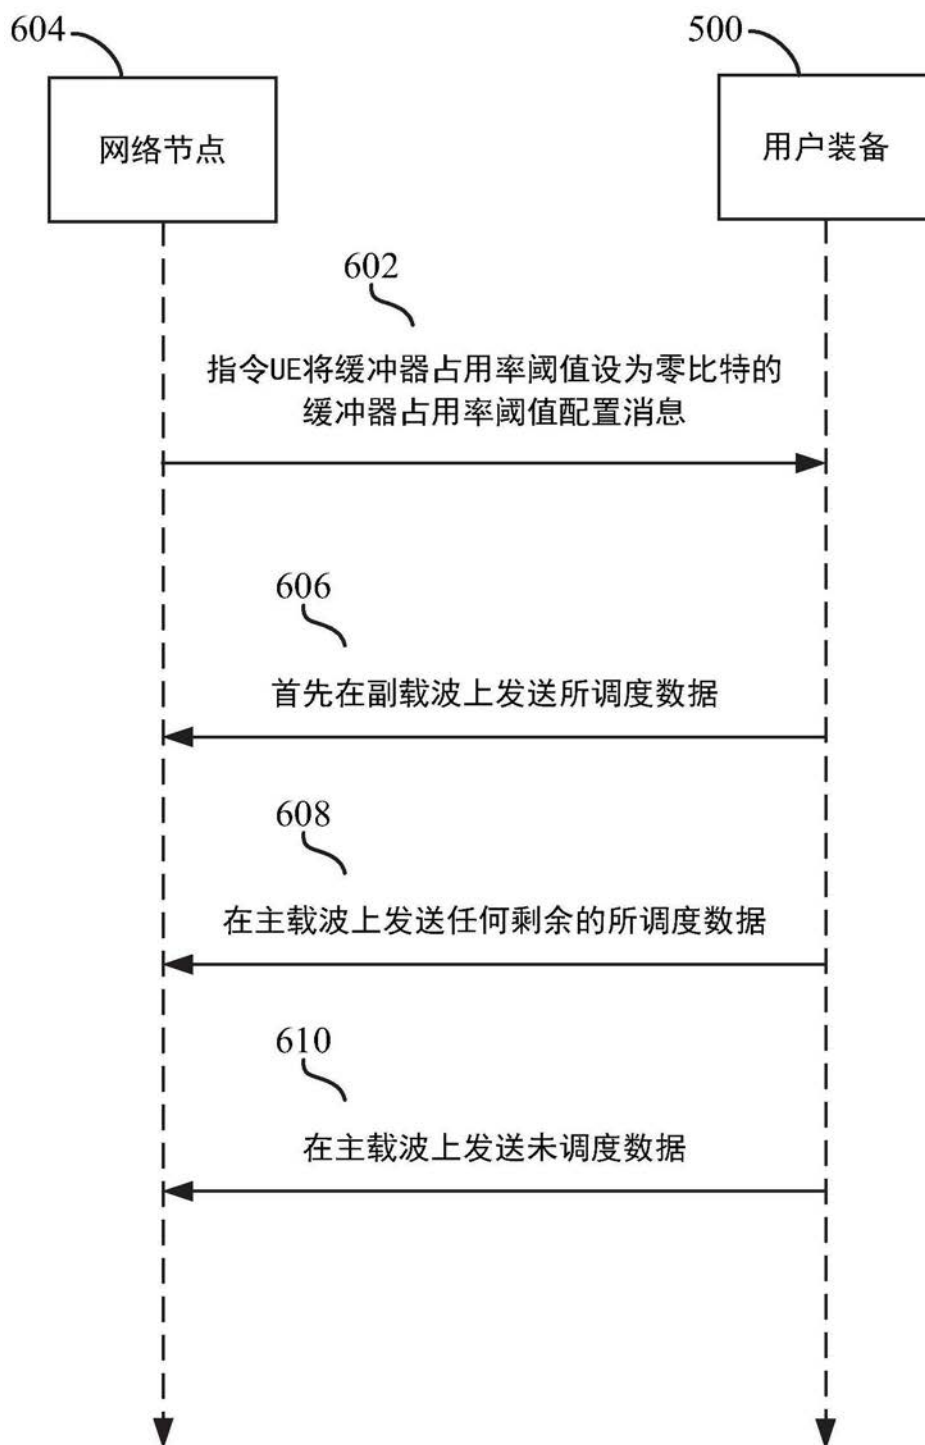 604
500
网络节点
用户装备
602
指令UE将缓冲器占用率阈值设为零比特的
缓冲器占用率阈值配置消息
606
首先在副载波上发送所调度数据
608
在主载波上发送任何剩余的所调度数据
610
在主载波上发送未调度数据